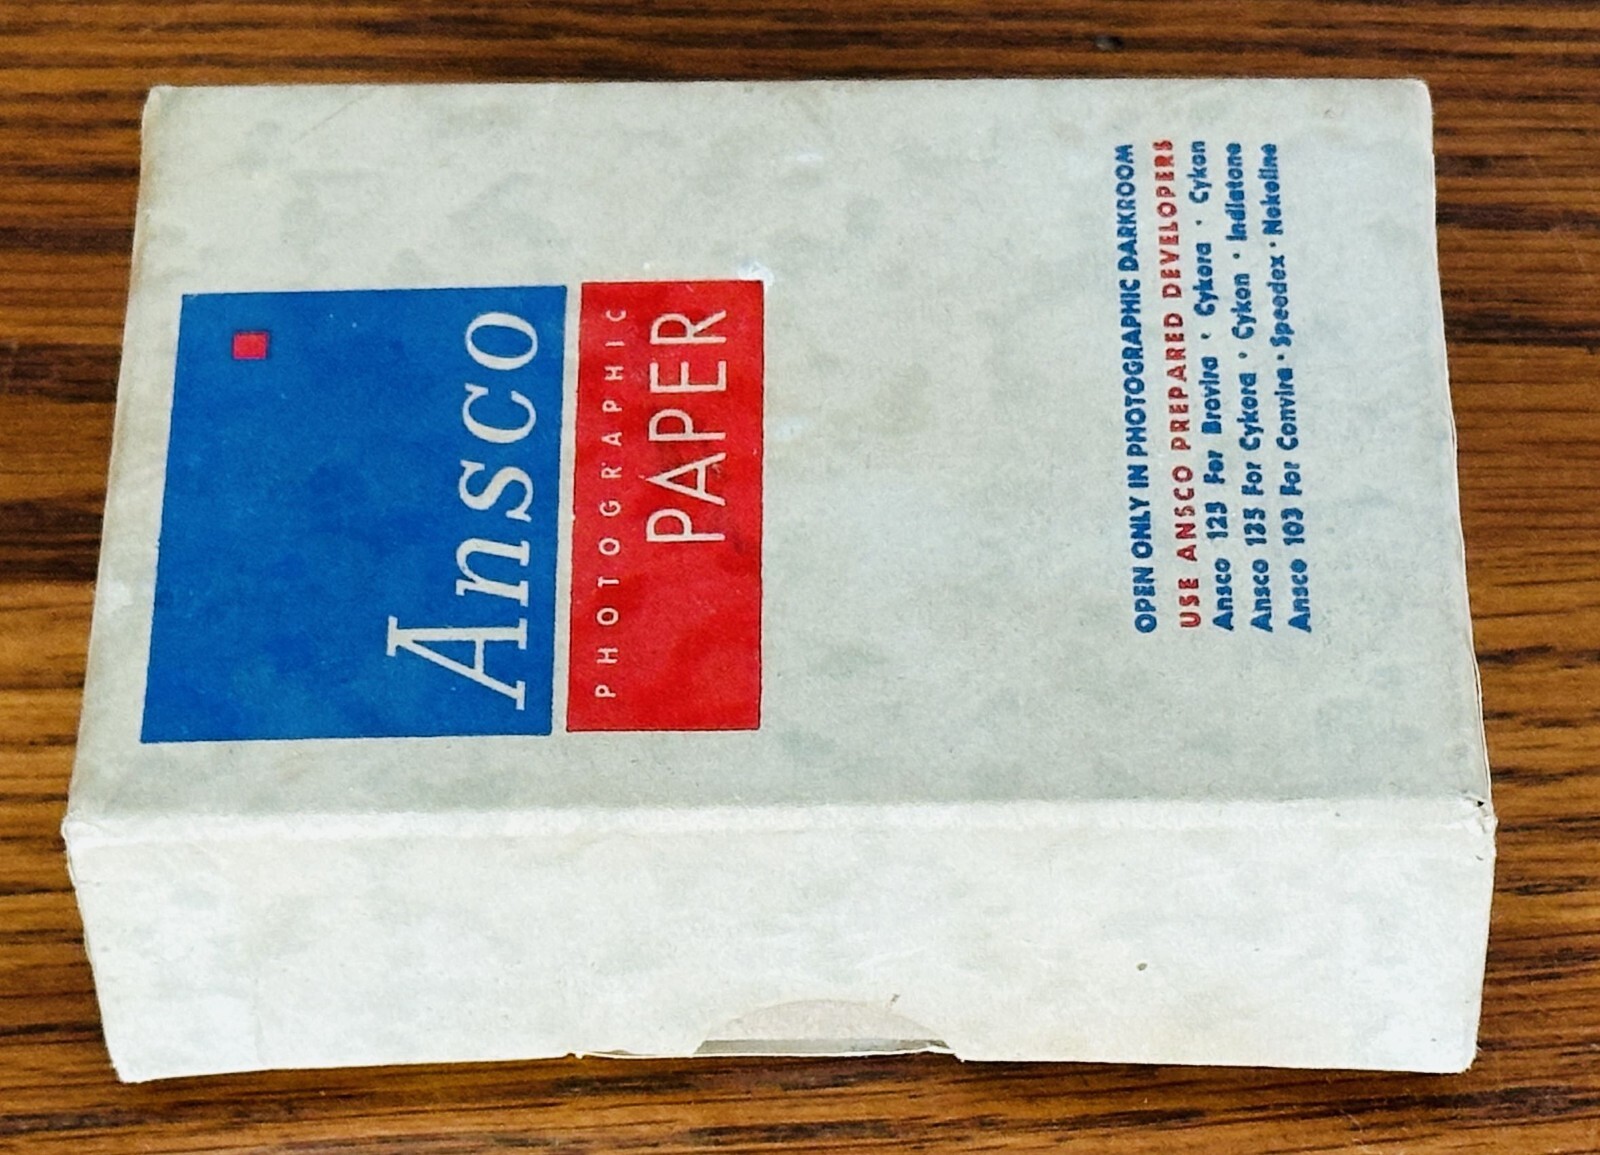 Ansco
PHOTOGRAPHIC
PAPER
OPEN ONLY IN PHOTOGRAPHIC DARKROOM
USE ANSCO PREPARED DEVELOPERS
Ansco 125 For Brovira · Cykora · Cykon
Ansco 135 For Cykora · Cykon · Indiatone
Ansco 103 For Convira · Speedex · Nokoline